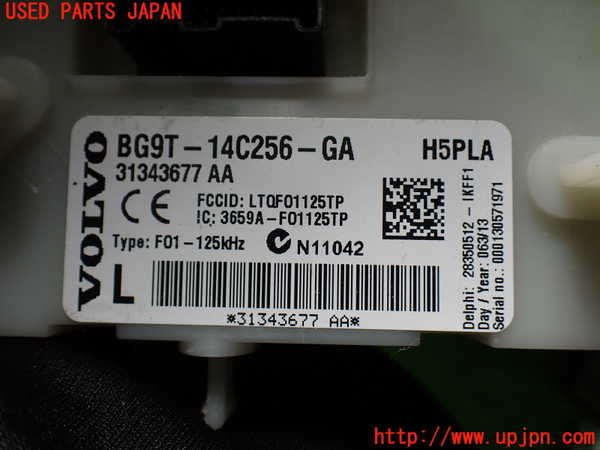 USED PARTS JAPAN
VOLVO
BG9T-14C256-GA H5PLA
31343677 AA
FCCID: LTQF01125TP
IC: 3659A-F01125TP
Type: F01-125kHz N11042
L
*31343677 AA*
Delphi: 28350512-IKFF1
Day / Year: 063/13
Serial no.: 000130571971
http://www.upjpn.com/